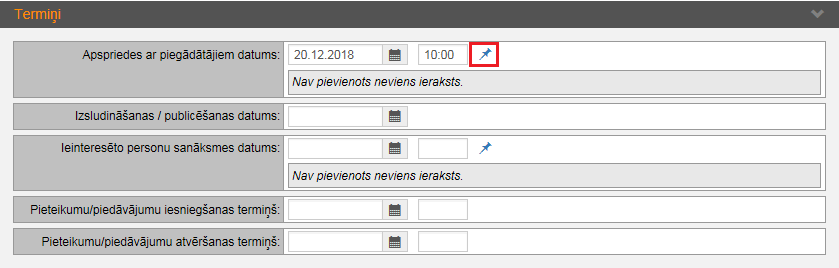 Termiņi
Apspriedes ar piegādātājiem datums: 20.12.2018 10:00
Nav pievienots neviens ieraksts.
Izsludināšanas / publicēšanas datums:
Ieinteresēto personu sanāksmes datums:
Nav pievienots neviens ieraksts.
Pieteikumu/piedāvājumu iesniegšanas termiņš:
Pieteikumu/piedāvājumu atvēršanas termiņš: